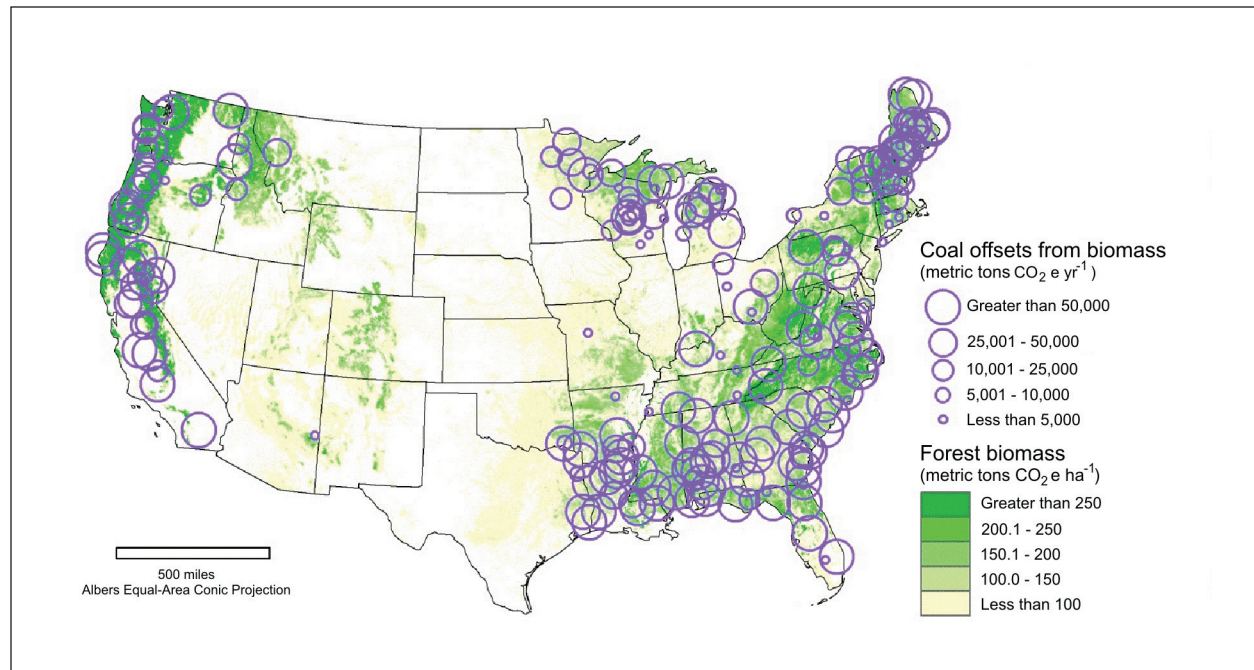 Coal offsets from biomass
(metric tons CO2 e yr-1)
Greater than 50,000
25,001 - 50,000
10,001 - 25,000
5,001 - 10,000
Less than 5,000
Forest biomass
(metric tons CO2 e ha-1)
Greater than 250
200.1 - 250
150.1 - 200
100.0 - 150
Less than 100
500 miles
Albers Equal-Area Conic Projection